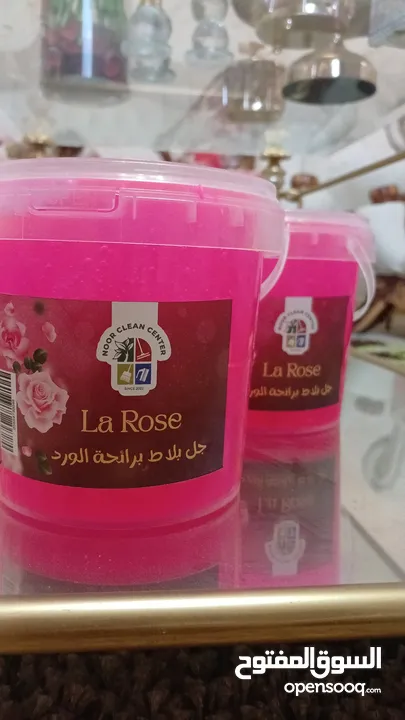 NOOR CLEAN CENTER
La Rose
جل بلاط برائحة الورد
NOOR CLEAN CENTER
La Rose
جل بلاط برائحة الورد
السوق المفتوح
opensooq.com